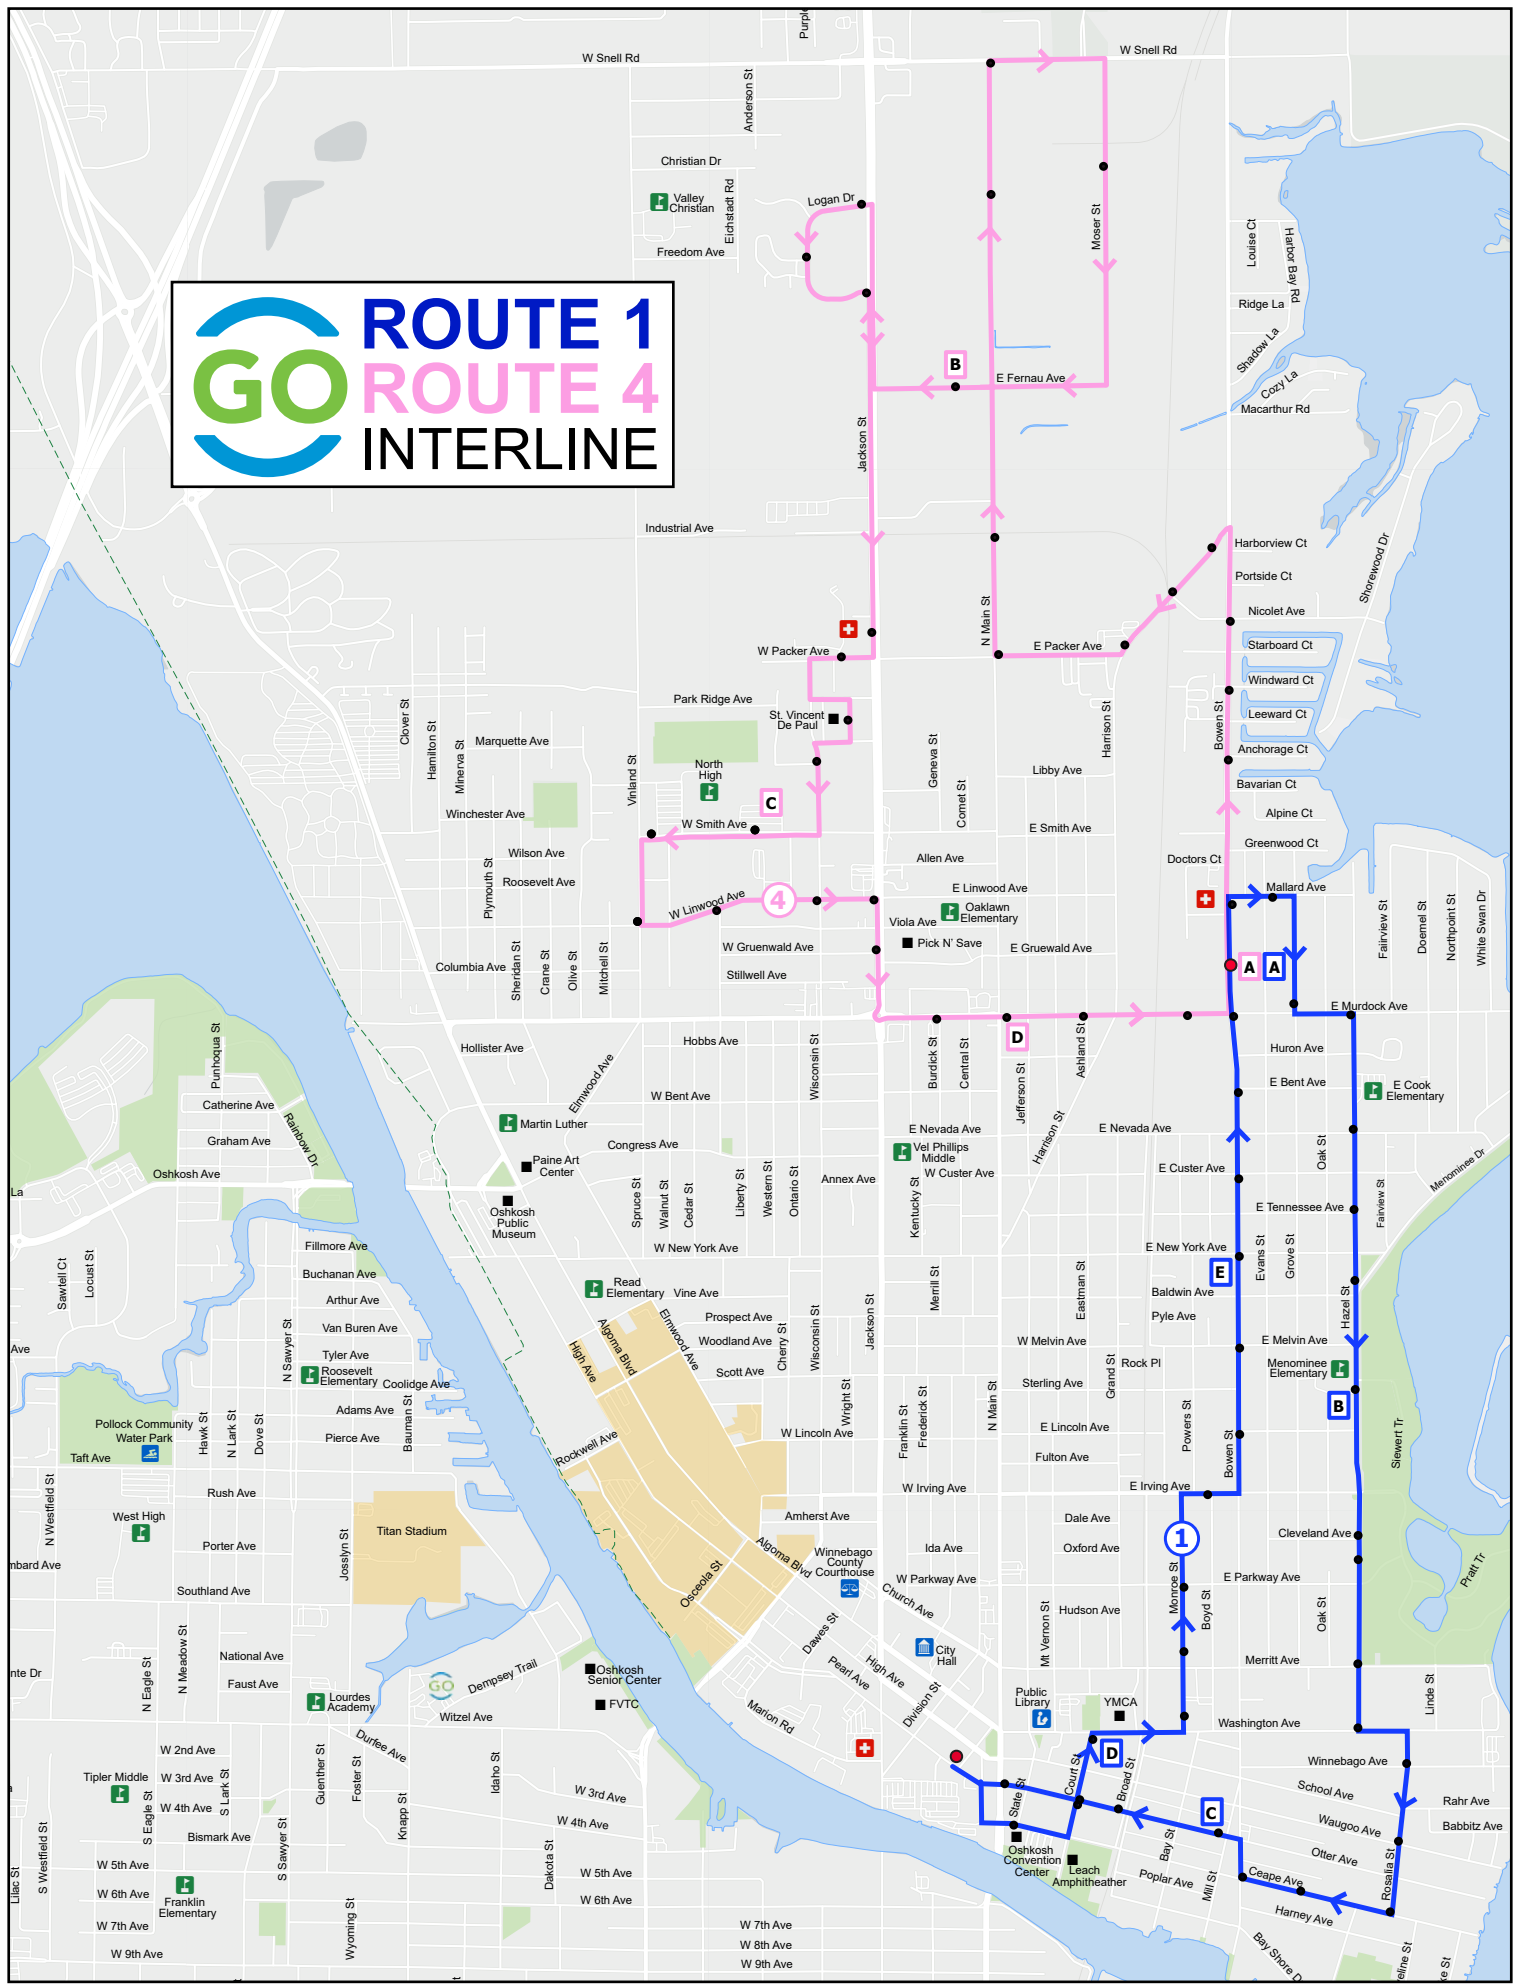 Purpl
W Snell Rd
W Snell Rd
Anderson St
Christian Dr
Valley
Christian
Eichstadt Rd
Logan Dr
Freedom Ave
Moser St
Louise Ct
Harbor Bay Rd
Ridge La
Shadow La
Cozy La
Macarthur Rd
GO
ROUTE 1
ROUTE 4
INTERLINE
B
E Fernau Ave
Jackson St
Industrial Ave
Harborview Ct
Portside Ct
Shorewood Dr
Nicolet Ave
N Main St
W Packer Ave
E Packer Ave
Starboard Ct
Windward Ct
Leeward Ct
Anchorage Ct
Bavarian Ct
Alpine Ct
Greenwood Ct
Park Ridge Ave
St. Vincent
De Paul
Clover St
Hamilton St
Minerva St
Marquette Ave
Vinland St
North
High
Geneva St
Comet St
Libby Ave
Harrison St
Bowen St
C
Winchester Ave
W Smith Ave
E Smith Ave
Wilson Ave
Allen Ave
Doctors Ct
Plymouth St
Roosevelt Ave
E Linwood Ave
Mallard Ave
4
W Linwood Ave
Oaklawn
Elementary
Viola Ave
Pick N' Save
W Gruenwald Ave
E Gruewald Ave
Fairview St
Doemel St
Northpoint St
White Swan Dr
Columbia Ave
Sheridan St
Crane St
Olive St
Mitchell St
Stillwell Ave
A
A
E Murdock Ave
D
Hollister Ave
Hobbs Ave
Wisconsin St
Burdick St
Central St
Jefferson St
Ashland St
Huron Ave
Punhoqua St
Elmwood Ave
W Bent Ave
E Bent Ave
E Cook
Elementary
Catherine Ave
Rainbow Dr
Martin Luther
Congress Ave
E Nevada Ave
E Nevada Ave
Harrison St
Oak St
Graham Ave
Vel Phillips
Middle
W Custer Ave
E Custer Ave
Menominee Dr
Oshkosh Ave
Paine Art
Center
Annex Ave
La
Oshkosh
Public
Museum
Spruce St
Walnut St
Cedar St
Liberty St
Western St
Ontario St
Kentucky St
E Tennessee Ave
Fairview St
Fillmore Ave
W New York Ave
E New York Ave
Evans St
Grove St
Sawtell Ct
Locust St
Buchanan Ave
Read
Elementary
Vine Ave
Merrill St
Eastman St
E
Baldwin Ave
Hazel St
Arthur Ave
Prospect Ave
Pyle Ave
Van Buren Ave
Algoma Blvd
Elmwood Ave
Woodland Ave
Cherry St
Wisconsin St
Jackson St
W Melvin Ave
E Melvin Ave
Ave
N Sawyer St
Tyler Ave
High Ave
Scott Ave
Rock Pl
Menominee
Elementary
Roosevelt
Elementary
Coolidge Ave
Wright St
Sterling Ave
Grand St
B
Adams Ave
Bauman St
Franklin St
Frederick St
N Main St
E Lincoln Ave
Powers St
Bowen St
Siewert Tr
Pollock Community
Water Park
Hawk St
N Lark St
Dove St
Pierce Ave
W Lincoln Ave
Taft Ave
Rockwell Ave
Fulton Ave
Rush Ave
W Irving Ave
E Irving Ave
N Westfield St
West High
Amherst Ave
Dale Ave
Titan Stadium
1
Cleveland Ave
Porter Ave
Josslyn St
Algoma Blvd
Winnebago
County
Courthouse
Ida Ave
Oxford Ave
mbard Ave
Osceola St
W Parkway Ave
E Parkway Ave
Pratt Tr
Southland Ave
Church Ave
Monroe St
Boyd St
Oak St
Hudson Ave
Dawes St
Mt Vernon St
City
Hall
N Eagle St
N Meadow St
National Ave
High Ave
Pearl Ave
Merritt Ave
nte Dr
Faust Ave
Oshkosh
Senior Center
Dempsey Trail
GO
Lourdes
Academy
FVTC
Division St
Public
Library
YMCA
Linde St
Witzel Ave
Marion Rd
Washington Ave
Durfee Ave
D
W 2nd Ave
Winnebago Ave
Tipler Middle
W 3rd Ave
S Lark St
Guenther St
Foster St
Idaho St
W 3rd Ave
State St
Court St
Broad St
School Ave
W 4th Ave
Knapp St
W 4th Ave
C
Rahr Ave
S Eagle St
Bismark Ave
Waugoo Ave
Babbitz Ave
S Westfield St
S Sawyer St
Dakota St
Oshkosh
Convention
Center
Bay St
Otter Ave
W 5th Ave
W 5th Ave
Leach
Amphitheater
Poplar Ave
Mill St
Ceape Ave
Rosalia St
Lilac St
W 6th Ave
Franklin
Elementary
W 6th Ave
Harney Ave
W 7th Ave
Wyoming St
W 7th Ave
W 8th Ave
W 9th Ave
W 9th Ave
Bay Shore D
eline St
ke St